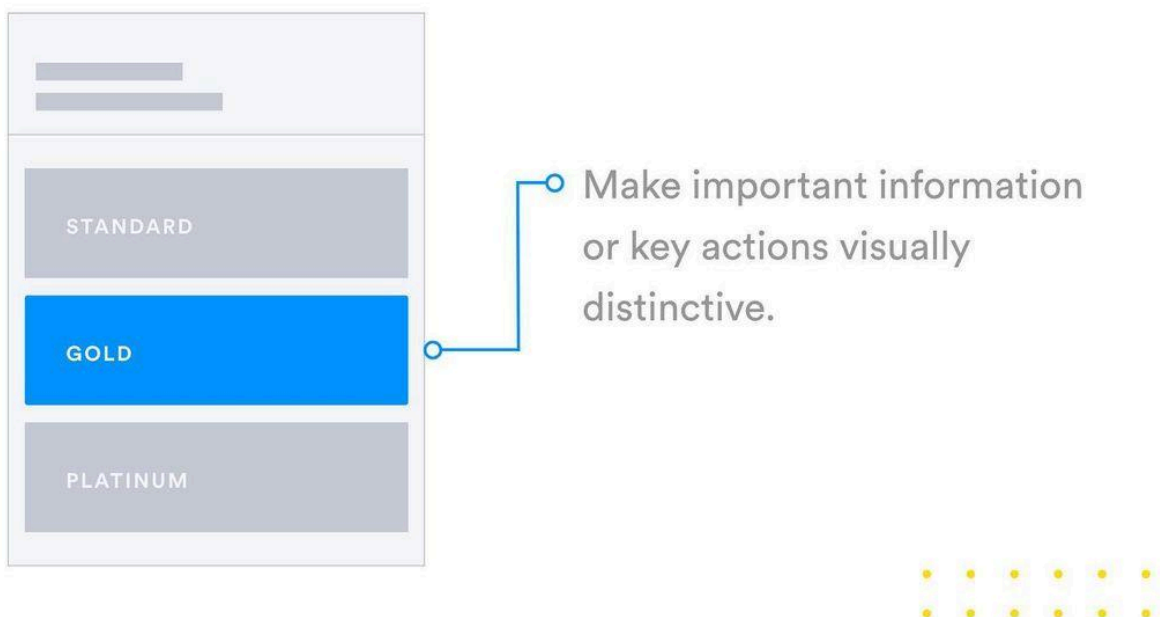 STANDARD
GOLD
PLATINUM
Make important information
or key actions visually
distinctive.